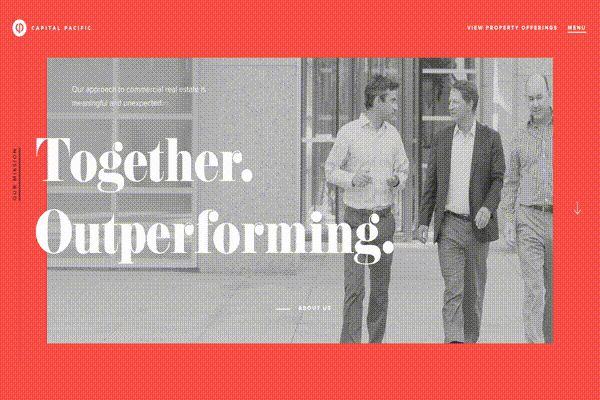 CAPITAL PACIFIC
VIEW PROPERTY OFFERINGS
MENU
Our approach to commercial real estate is
meaningful and unexpected.
OUR MISSION
Together.
Outperforming.
ABOUT US